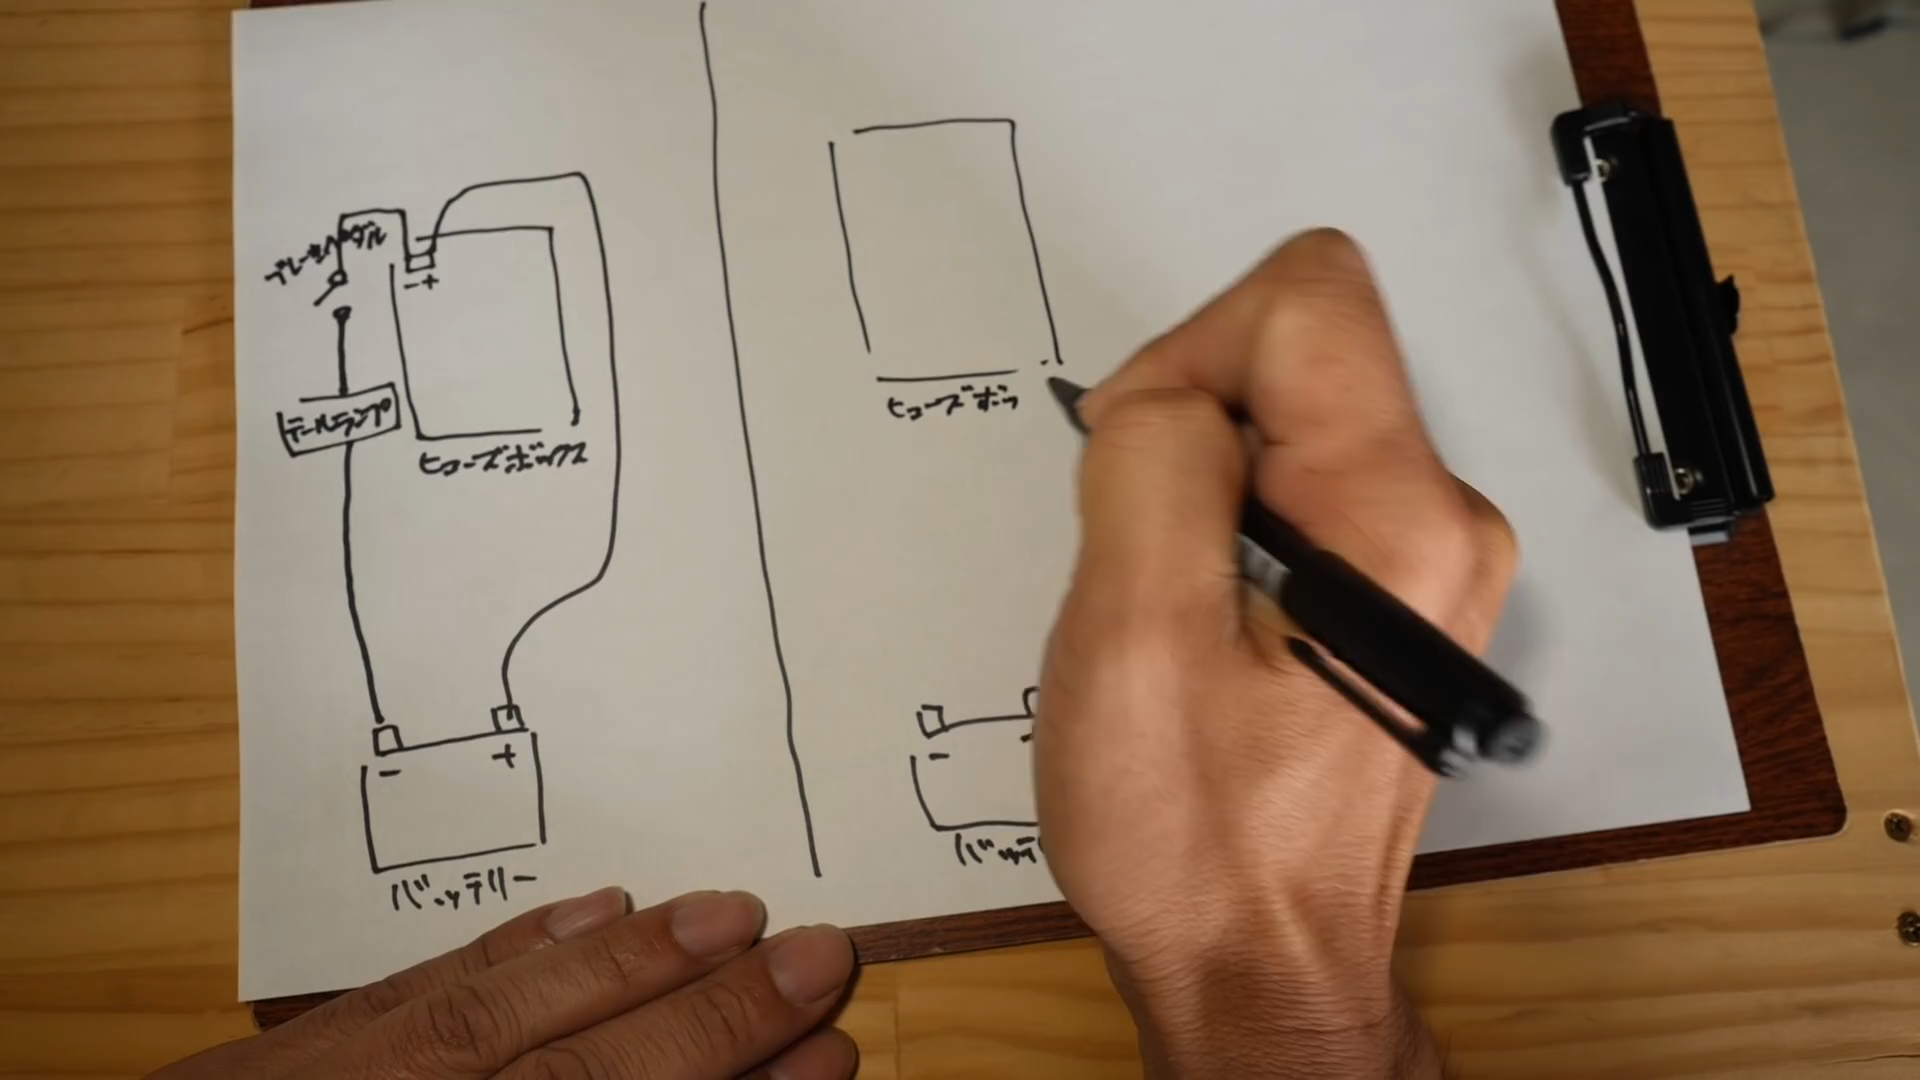 ブレーキペダル
- +
テールランプ
ヒューズボックス
- +
バッテリー
ヒューズボッ
-
バッテ